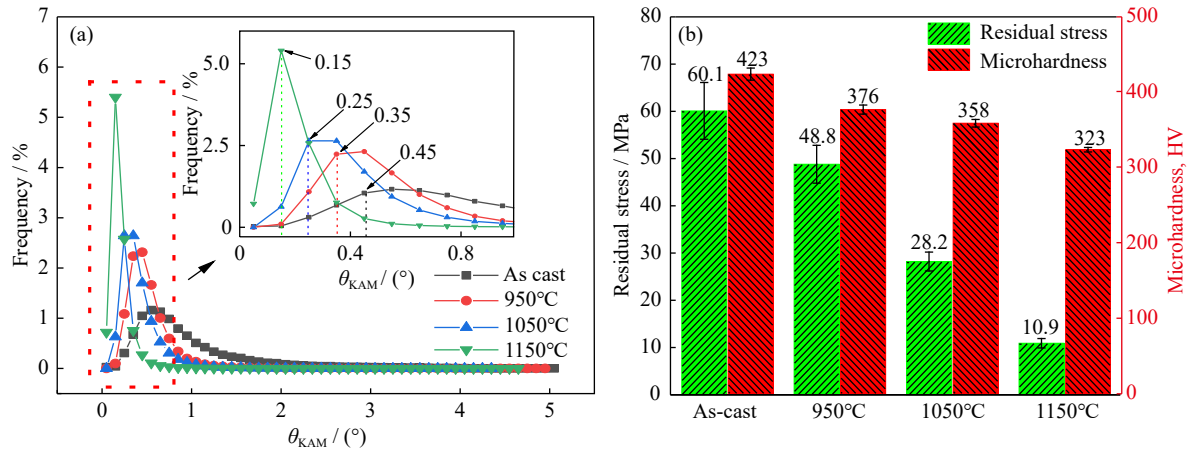 (a)
Frequency / %
7
6
5
4
3
2
1
0
0 1 2 3 4 5
θKAM / (°)
Frequency / %
5.0
2.5
0
0.4 0.8
θKAM / (°)
0.15
0.25
0.35
0.45
As cast
950℃
1050℃
1150℃
(b)
Residual stress / MPa
80
70
60
50
40
30
20
10
0
Residual stress
Microhardness
60.1 423
48.8 376
28.2 358
10.9 323
As-cast 950℃ 1050℃ 1150℃
500
400
300
200
100
0
Microhardness, HV